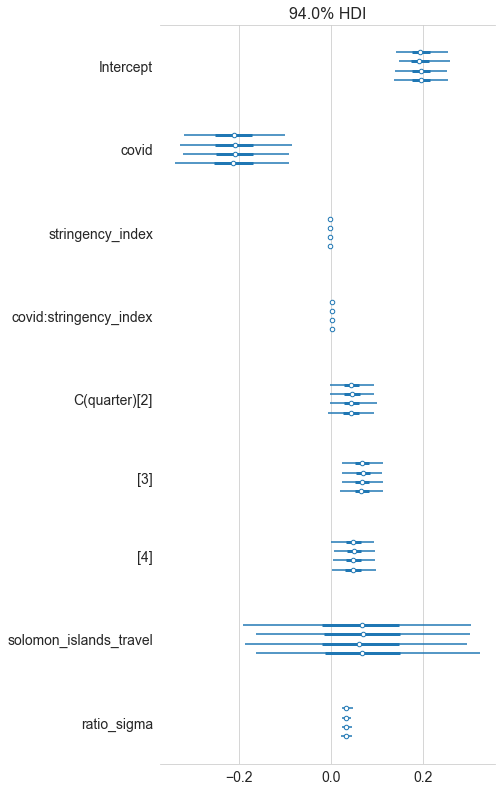 94.0% HDI
Intercept
covid
stringency_index
covid:stringency_index
C(quarter)[2]
[3]
[4]
solomon_islands_travel
ratio_sigma
−0.2 0.0 0.2